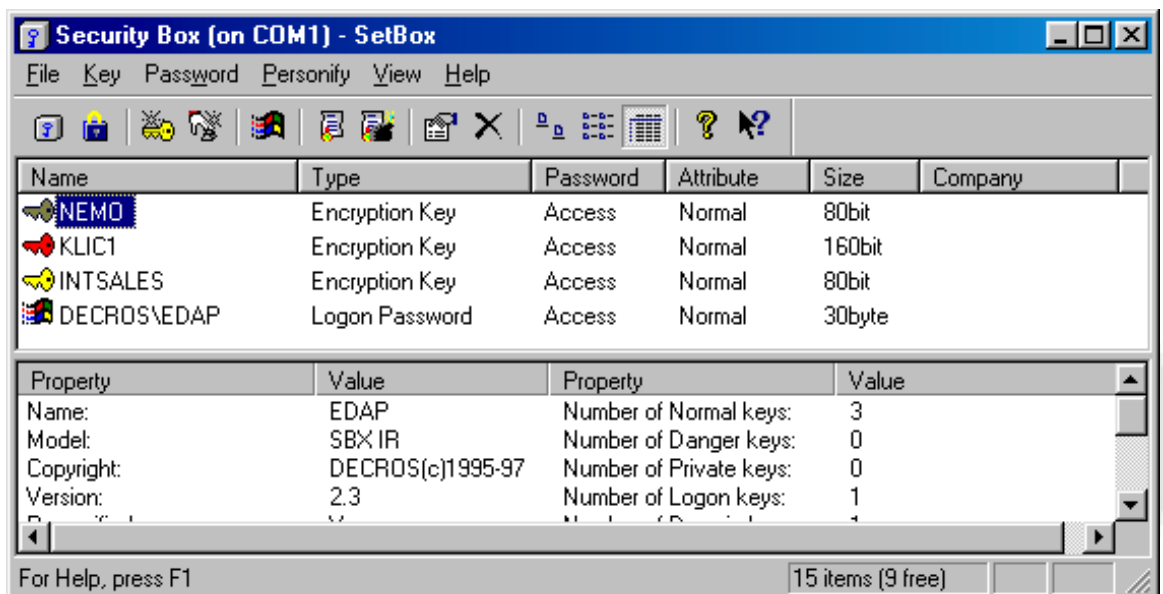 Security Box (on COM1) - SetBox
File Key Password Personify View Help
Name Type Password Attribute Size Company
NEMO Encryption Key Access Normal 80bit
KLIC1 Encryption Key Access Normal 160bit
INTSALES Encryption Key Access Normal 80bit
DECROS\EDAP Logon Password Access Normal 30byte
Property Value Property Value
Name: EDAP Number of Normal keys: 3
Model: SBX IR Number of Danger keys: 0
Copyright: DECROS(c)1995-97 Number of Private keys: 0
Version: 2.3 Number of Logon keys: 1
For Help, press F1 15 items (9 free)